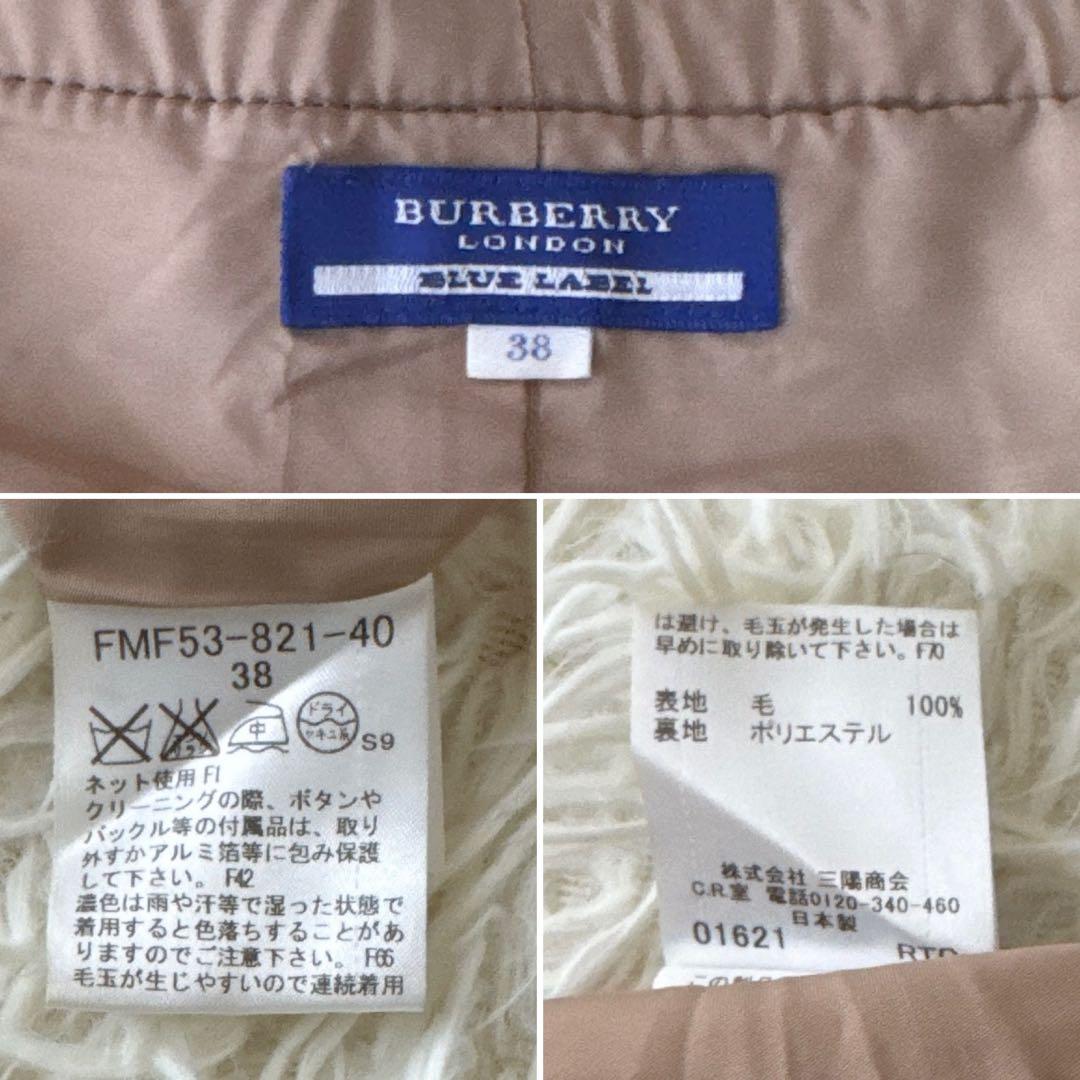 BURBERRY
LONDON
BLUE LABEL
38
FMF53-821-40
38
ドライ
セキユ系
S9
中
ネット使用 F1
クリーニングの際、ボタンや
バックル等の付属品は、取り
外すかアルミ箔等に包み保護
して下さい。 F42
濃色は雨や汗等で湿った状態で
着用すると色落ちすることがあ
りますのでご注意下さい。 F66
毛玉が生じやすいので連続着用
は避け、毛玉が発生した場合は
早めに取り除いて下さい。F70
表地 毛 100%
裏地 ポリエステル
株式会社 三陽商会
C.R.室 電話0120-340-460
日本製
01621